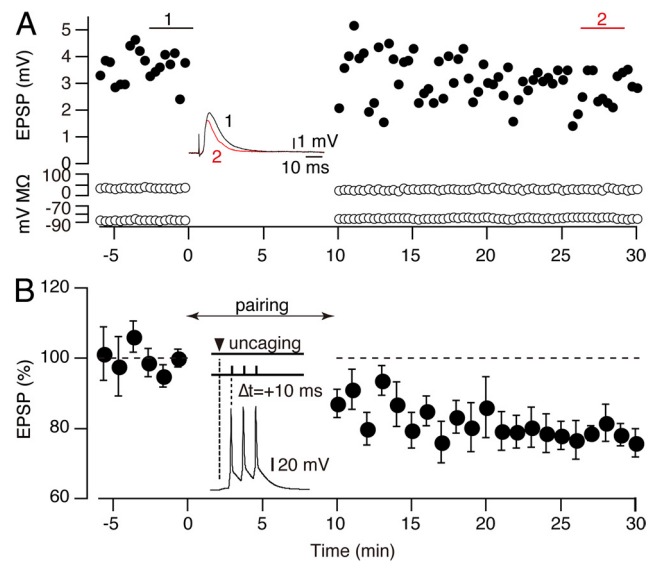 A
1
2
EPSP (mV)
5
4
3
2
1
0
1
2
1 mV
10 ms
mV MΩ
100
0
-70
-90
-5
0
5
10
15
20
25
30
B
EPSP (%)
120
100
80
60
pairing
uncaging
Δt=+10 ms
20 mV
-5
0
5
10
15
20
25
30
Time (min)